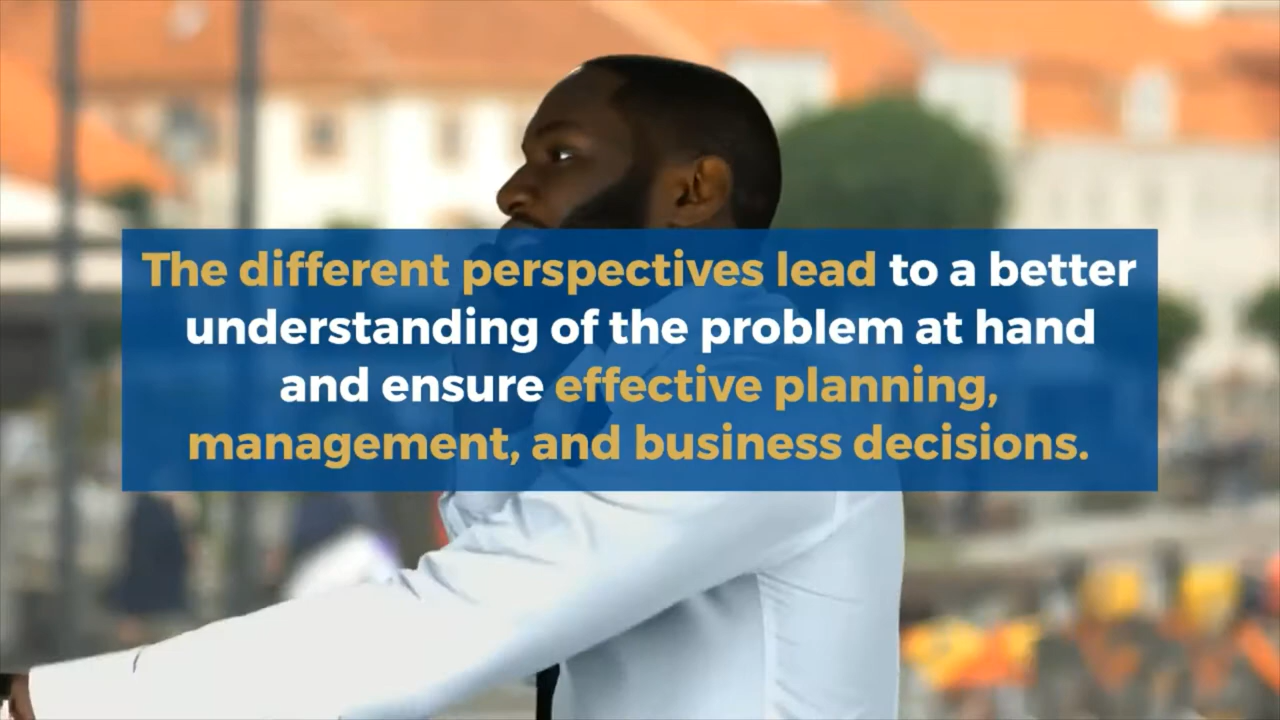 The different perspectives lead to a better
understanding of the problem at hand
and ensure effective planning,
management, and business decisions.